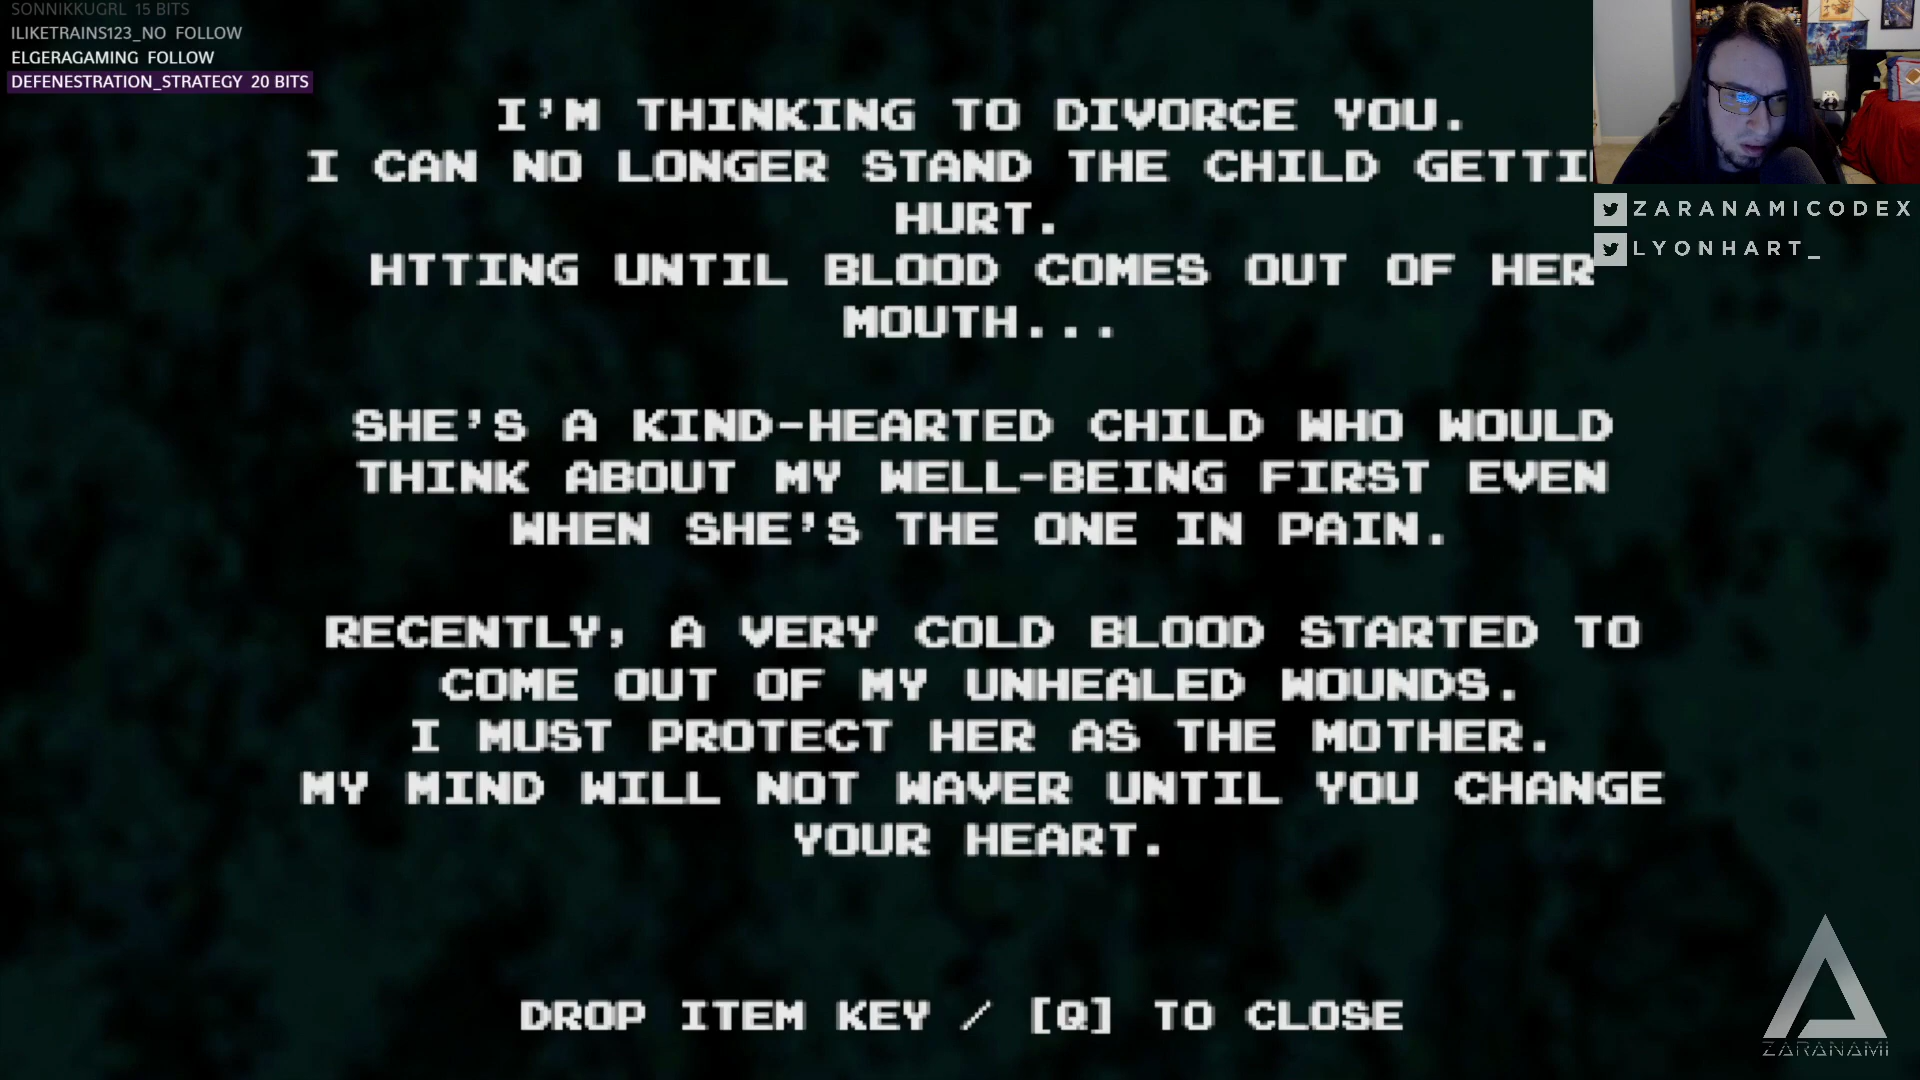 SONNIKKUGRL 15 BITS
ILIKETRAINS123_NO FOLLOW
ELGERAGAMING FOLLOW
DEFENESTRATION_STRATEGY 20 BITS
I'M THINKING TO DIVORCE YOU.
I CAN NO LONGER STAND THE CHILD GETTI
HURT.
HTTING UNTIL BLOOD COMES OUT OF HER
MOUTH...
SHE'S A KIND-HEARTED CHILD WHO WOULD
THINK ABOUT MY WELL-BEING FIRST EVEN
WHEN SHE'S THE ONE IN PAIN.
RECENTLY, A VERY COLD BLOOD STARTED TO
COME OUT OF MY UNHEALED WOUNDS.
I MUST PROTECT HER AS THE MOTHER.
MY MIND WILL NOT WAVER UNTIL YOU CHANGE
YOUR HEART.
DROP ITEM KEY / [Q] TO CLOSE
ZARANAMICODEX
LYONHART_
ZARANAMI